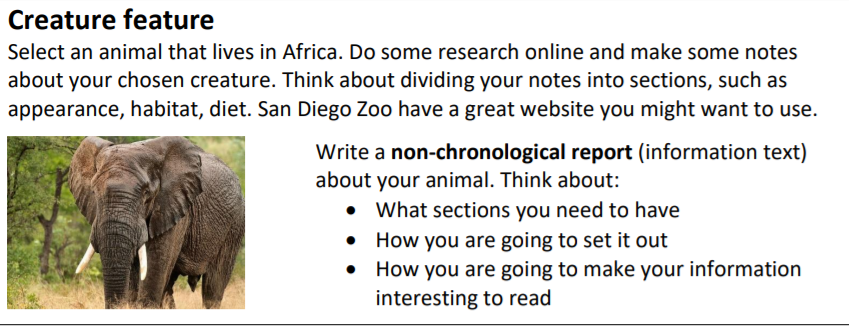 Creature feature
Select an animal that lives in Africa. Do some research online and make some notes
about your chosen creature. Think about dividing your notes into sections, such as
appearance, habitat, diet. San Diego Zoo have a great website you might want to use.
Write a non-chronological report (information text)
about your animal. Think about:
• What sections you need to have
• How you are going to set it out
• How you are going to make your information
interesting to read